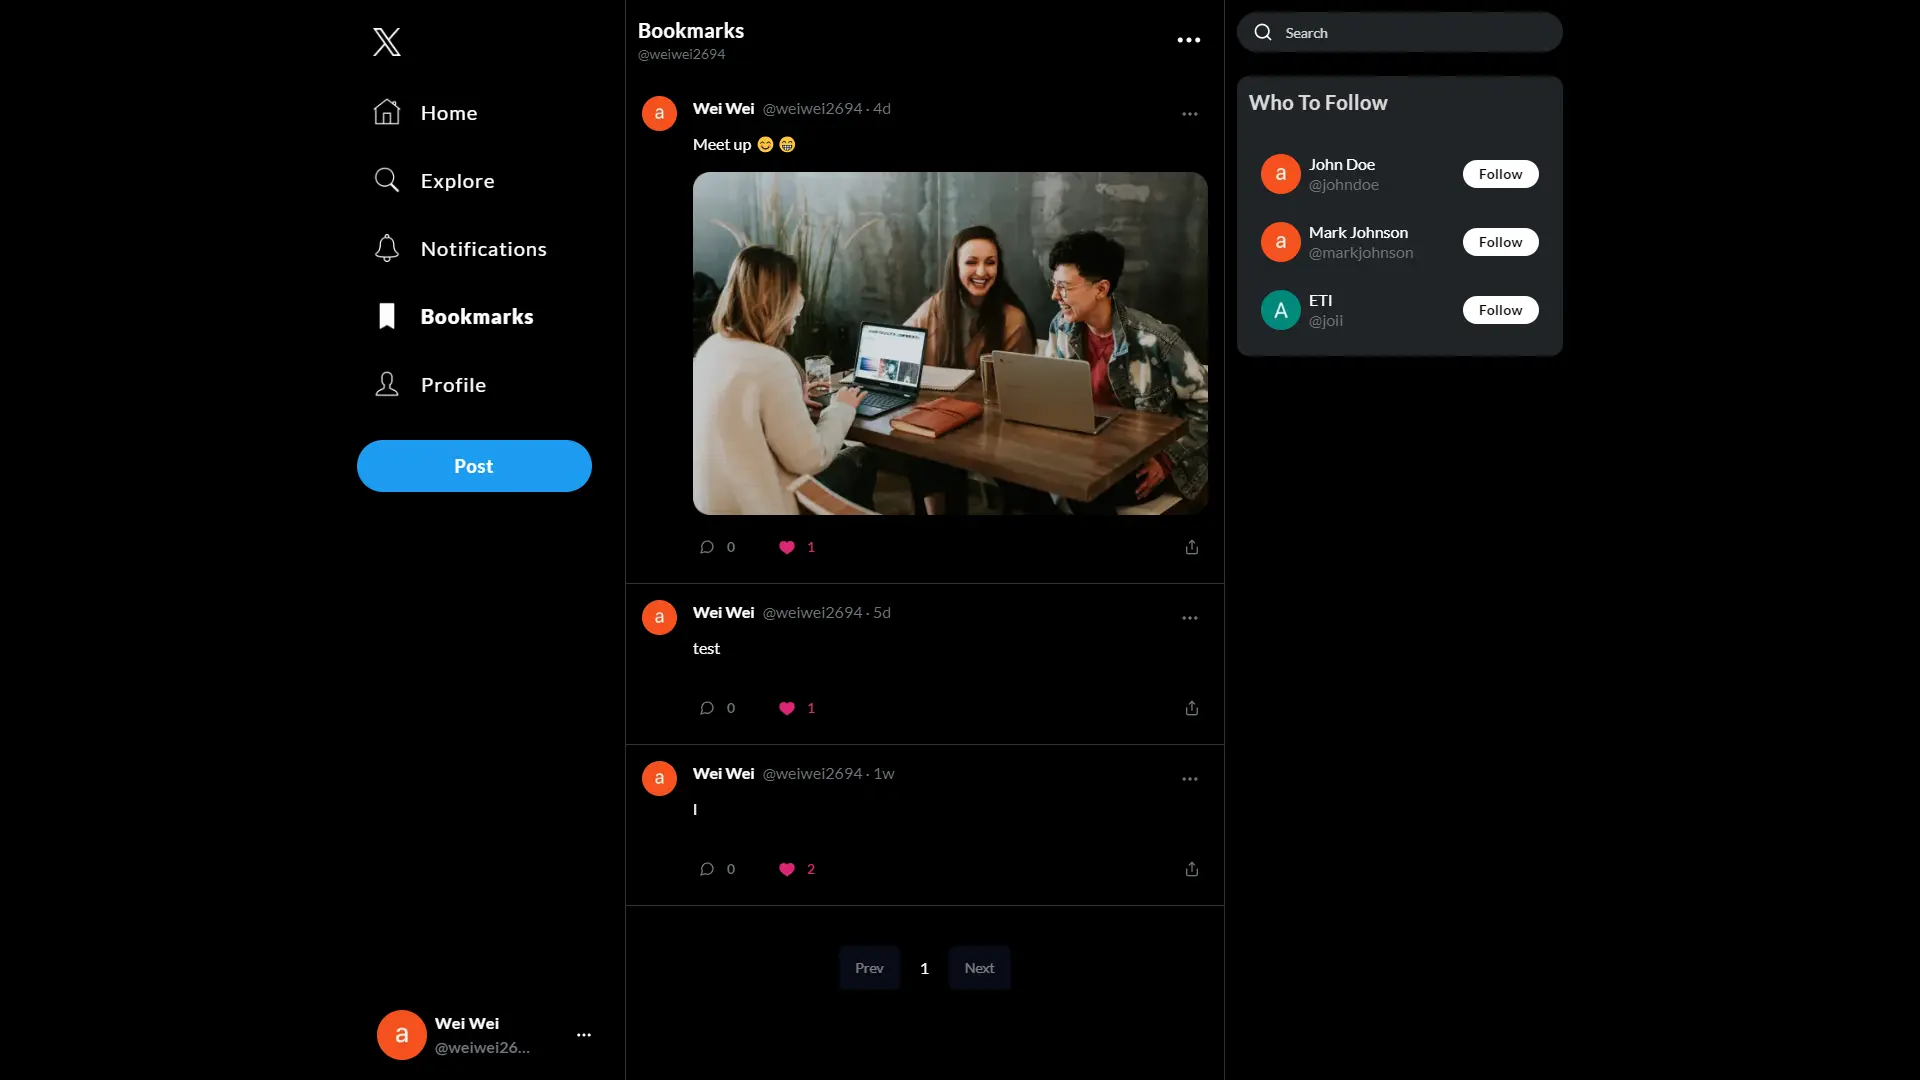 Home
Explore
Notifications
Bookmarks
Profile
Post
a
Wei Wei
@weiwei26...
Bookmarks
@weiwei2694
a
Wei Wei @weiwei2694 · 4d
Meet up 😊 😁
0 1
a
Wei Wei @weiwei2694 · 5d
test
0 1
a
Wei Wei @weiwei2694 · 1w
l
0 2
Prev 1 Next
Search
Who To Follow
a
John Doe
@johndoe
Follow
a
Mark Johnson
@markjohnson
Follow
A
ETI
@joii
Follow